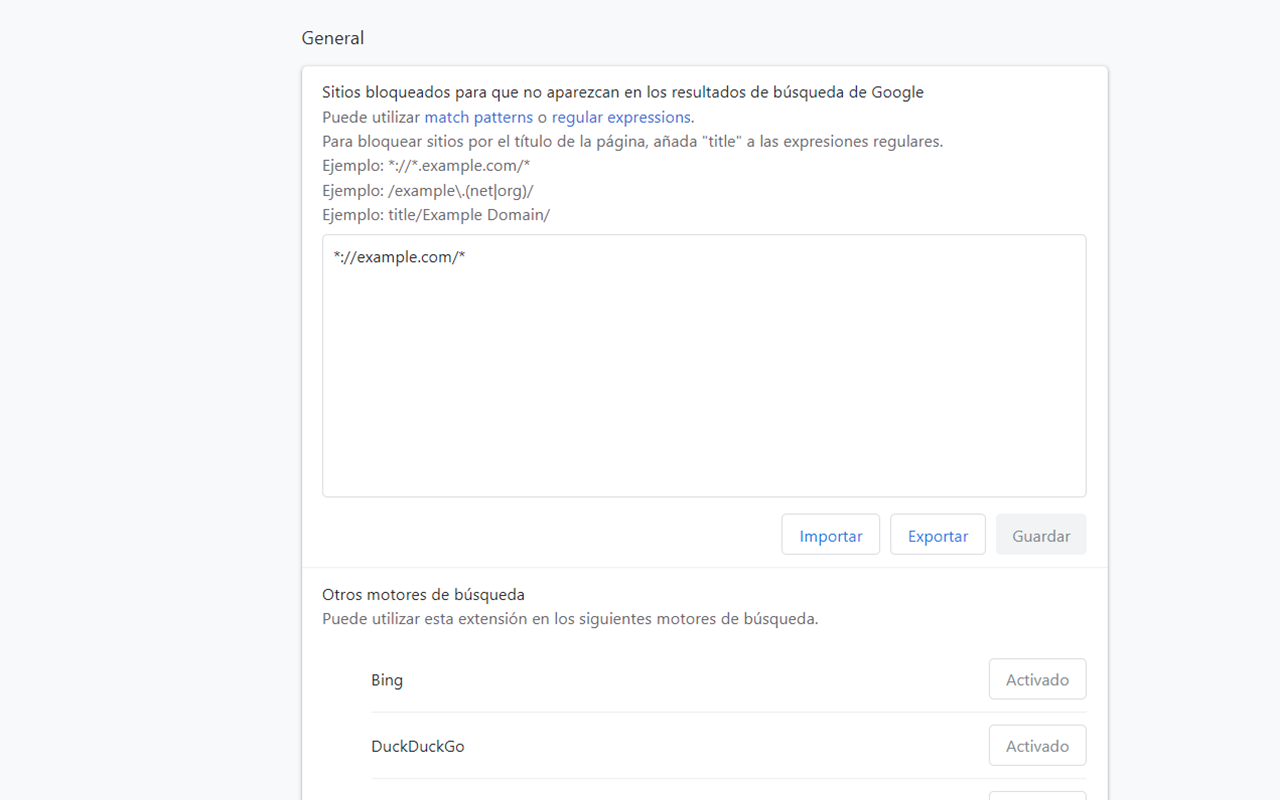 General
Sitios bloqueados para que no aparezcan en los resultados de búsqueda de Google
Puede utilizar match patterns o regular expressions.
Para bloquear sitios por el título de la página, añada "title" a las expresiones regulares.
Ejemplo: *://*.example.com/*
Ejemplo: /example\.(net|org)/
Ejemplo: title/Example Domain/
*://example.com/*
Importar Exportar Guardar
Otros motores de búsqueda
Puede utilizar esta extensión en los siguientes motores de búsqueda.
Bing Activado
DuckDuckGo Activado